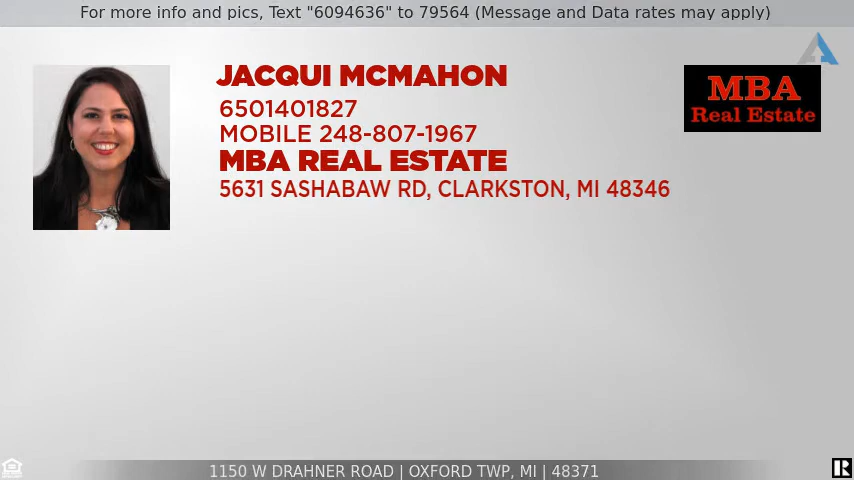 For more info and pics, Text "6094636" to 79564 (Message and Data rates may apply)
JACQUI MCMAHON
6501401827
MOBILE 248-807-1967
MBA REAL ESTATE
5631 SASHABAW RD, CLARKSTON, MI 48346
MBA
Real Estate
1150 W DRAHNER ROAD | OXFORD TWP, MI | 48371